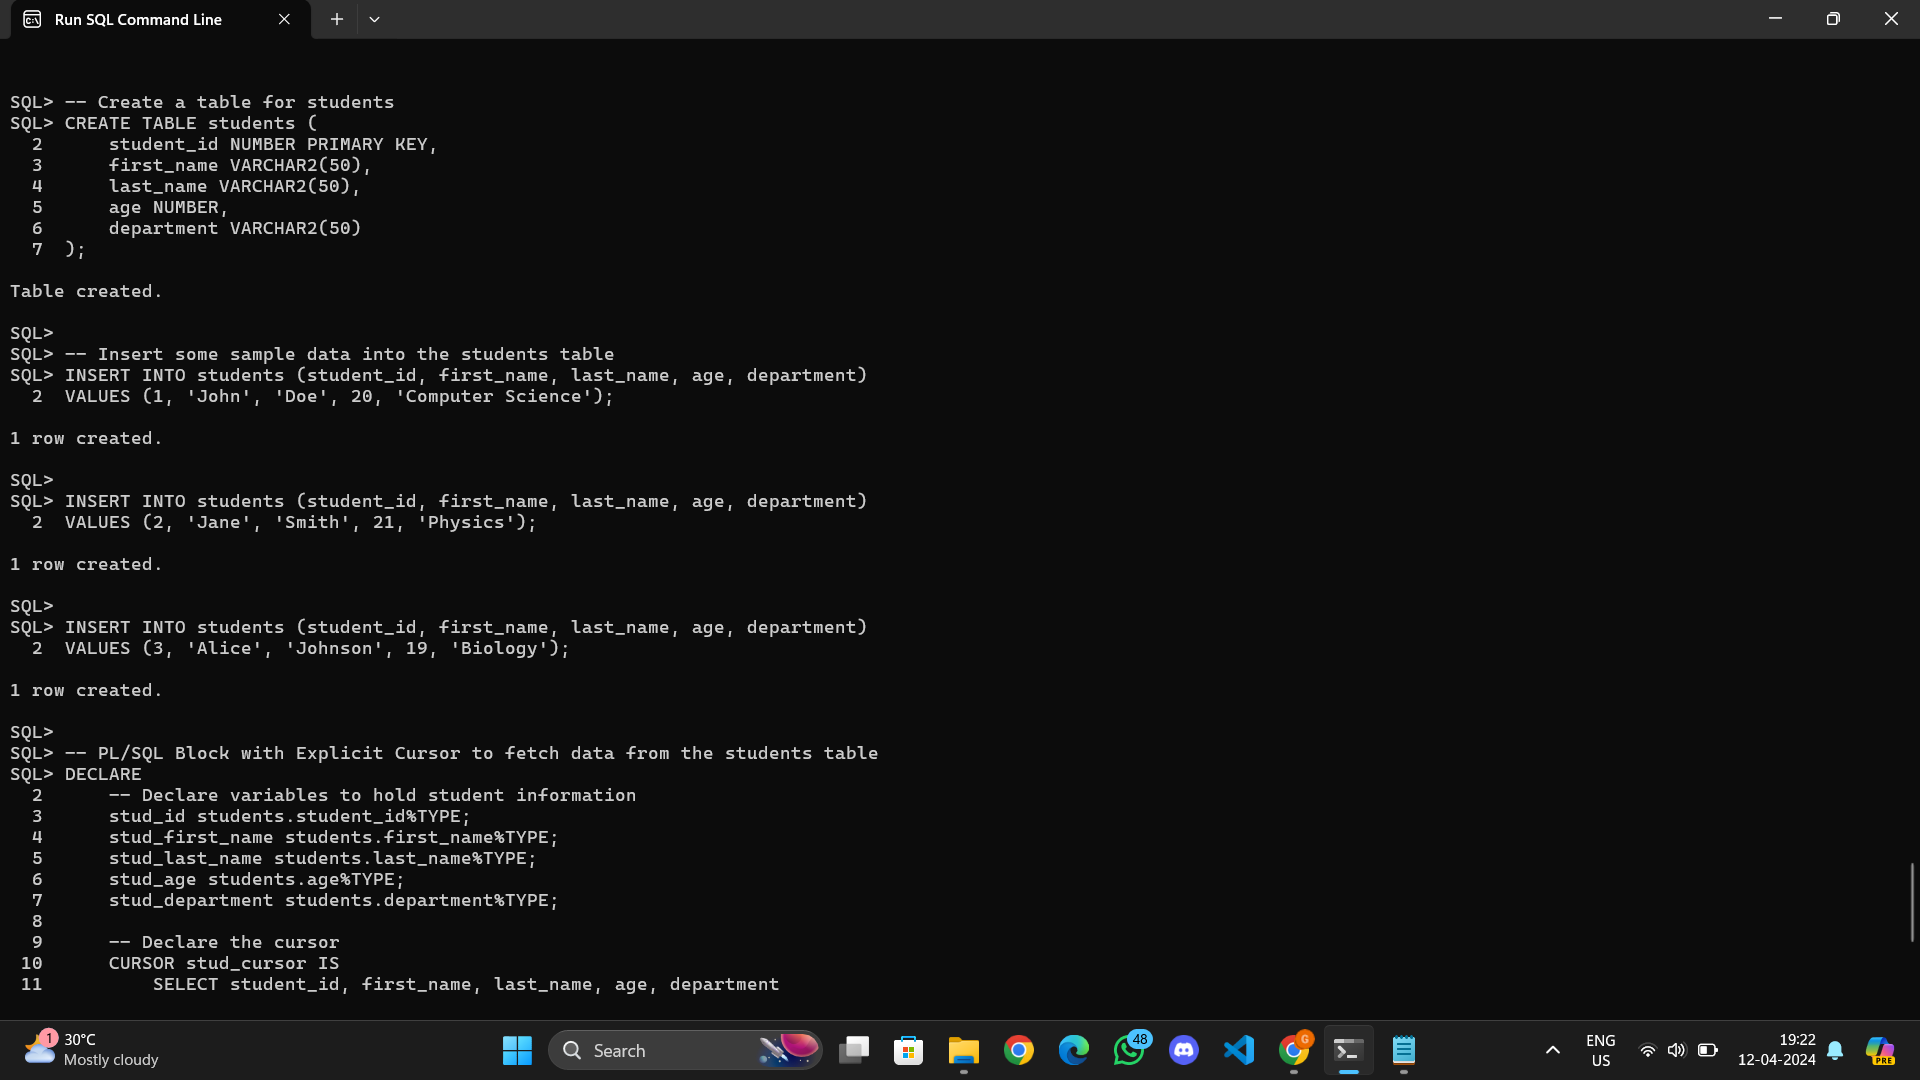 Run SQL Command Line
SQL> -- Create a table for students
SQL> CREATE TABLE students (
  2      student_id NUMBER PRIMARY KEY,
  3      first_name VARCHAR2(50),
  4      last_name VARCHAR2(50),
  5      age NUMBER,
  6      department VARCHAR2(50)
  7  );
Table created.
SQL>
SQL> -- Insert some sample data into the students table
SQL> INSERT INTO students (student_id, first_name, last_name, age, department)
  2  VALUES (1, 'John', 'Doe', 20, 'Computer Science');
1 row created.
SQL>
SQL> INSERT INTO students (student_id, first_name, last_name, age, department)
  2  VALUES (2, 'Jane', 'Smith', 21, 'Physics');
1 row created.
SQL>
SQL> INSERT INTO students (student_id, first_name, last_name, age, department)
  2  VALUES (3, 'Alice', 'Johnson', 19, 'Biology');
1 row created.
SQL>
SQL> -- PL/SQL Block with Explicit Cursor to fetch data from the students table
SQL> DECLARE
  2      -- Declare variables to hold student information
  3      stud_id students.student_id%TYPE;
  4      stud_first_name students.first_name%TYPE;
  5      stud_last_name students.last_name%TYPE;
  6      stud_age students.age%TYPE;
  7      stud_department students.department%TYPE;
  8
  9      -- Declare the cursor
 10      CURSOR stud_cursor IS
 11          SELECT student_id, first_name, last_name, age, department
1
30°C
Mostly cloudy
Search
48
G
ENG
US
19:22
12-04-2024
PRE